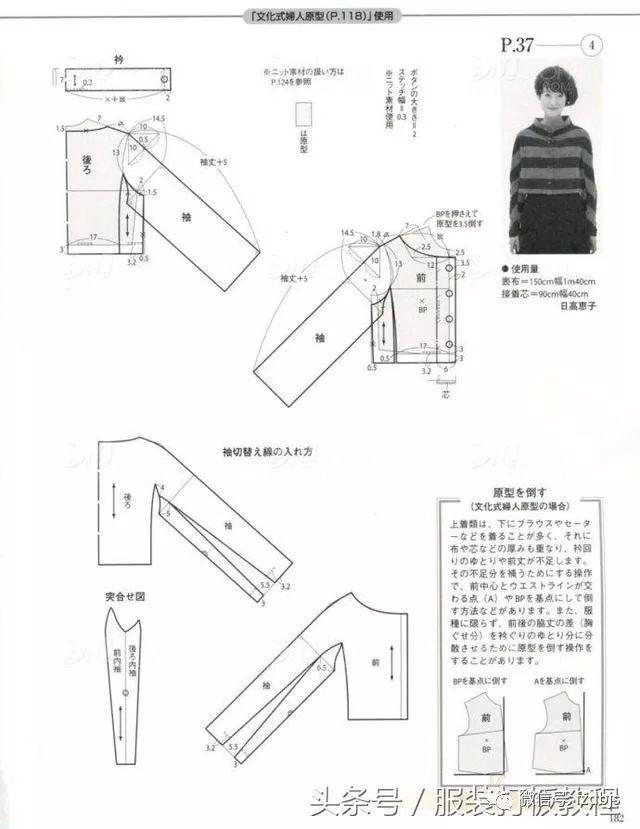 「文化式婦人原型(P.118)」使用
P.37 ④
衿
7
0.2
2
×+▥
※ニット素材の扱い方は
P.124を参照
は原型
ボタンの大きさ=2
ステッチ幅=0.3
※ニット素材使用
1.5
7
10
14.5
10
13
0.5
後ろ
袖丈+5
2
1.5
袖
17
3
3.2
0.5
BPを押さえて
原型を3.5倒す
14.5
1.8
7
10
10
13
2.5
2.5
12
3.5
2
前
×
BP
袖丈+5
袖
2
17
0.5
0.5
3.2
3
6
芯
●使用量
表布=150cm幅1m40cm
接着芯=90cm幅40cm
日高恵子
袖切替え線の入れ方
後ろ
4
5
袖
5.5
3.2
3
突合せ図
前内袖
後ろ内袖
6.5
前
袖
3.2
5.5
3
原型を倒す
(文化式婦人原型の場合)
上着類は、下にブラウスやセーター
などを着ることが多く、それに
布や芯などの厚みも重なり、衿回
りのゆとりや前丈が不足します。
その不足分を補うためにする操作
で、前中心とウエストラインが交
わる点(A)やBPを基点にして倒
す方法などがあります。また、服
種に限らず、前後の脇丈の差(胸
ぐせ分)を衿ぐりのゆとり分に分
散させるために原型を倒す操作を
することがあります。
BPを基点に倒す
Aを基点に倒す
前
×
BP
前
×
BP
A
头条号/服装打板教程
182